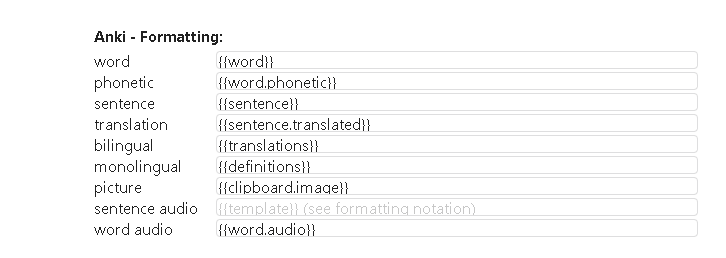 Anki - Formatting:
word {{word}}
phonetic {{word.phonetic}}
sentence {{sentence}}
translation {{sentence.translated}}
bilingual {{translations}}
monolingual {{definitions}}
picture {{clipboard.image}}
sentence audio {{template}} (see formatting notation)
word audio {{word.audio}}